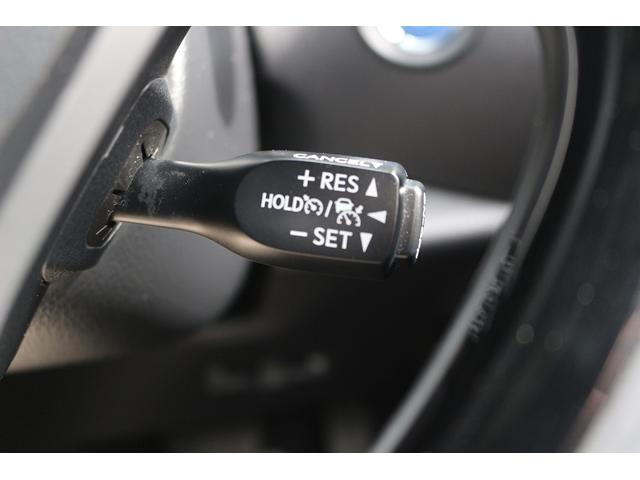 CANCEL▼
+ RES ▲
HOLD / ◀
− SET ▼